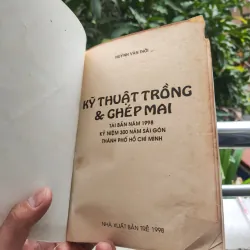 HUỲNH VĂN THỚI
KỸ THUẬT TRỒNG
& GHÉP MAI
TÁI BẢN NĂM 1998
KỶ NIỆM 300 NĂM SÀI GÒN
THÀNH PHỐ HỒ CHÍ MINH
NHÀ XUẤT BẢN TRẺ 1998